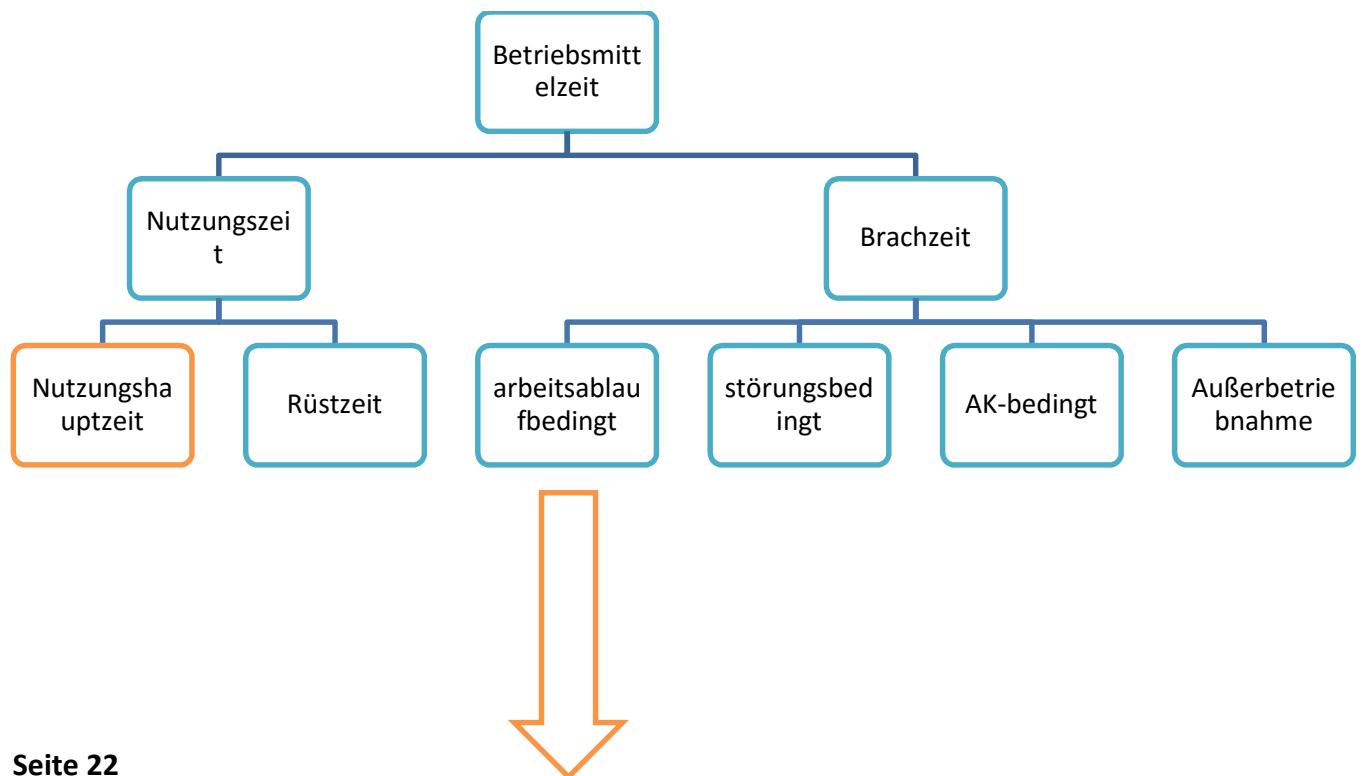 Betriebsmitt
elzeit
Nutzungszei
t
Brachzeit
Nutzungsha
uptzeit
Rüstzeit
arbeitsablau
fbedingt
störungsbed
ingt
AK-bedingt
Außerbetrie
bnahme
Seite 22